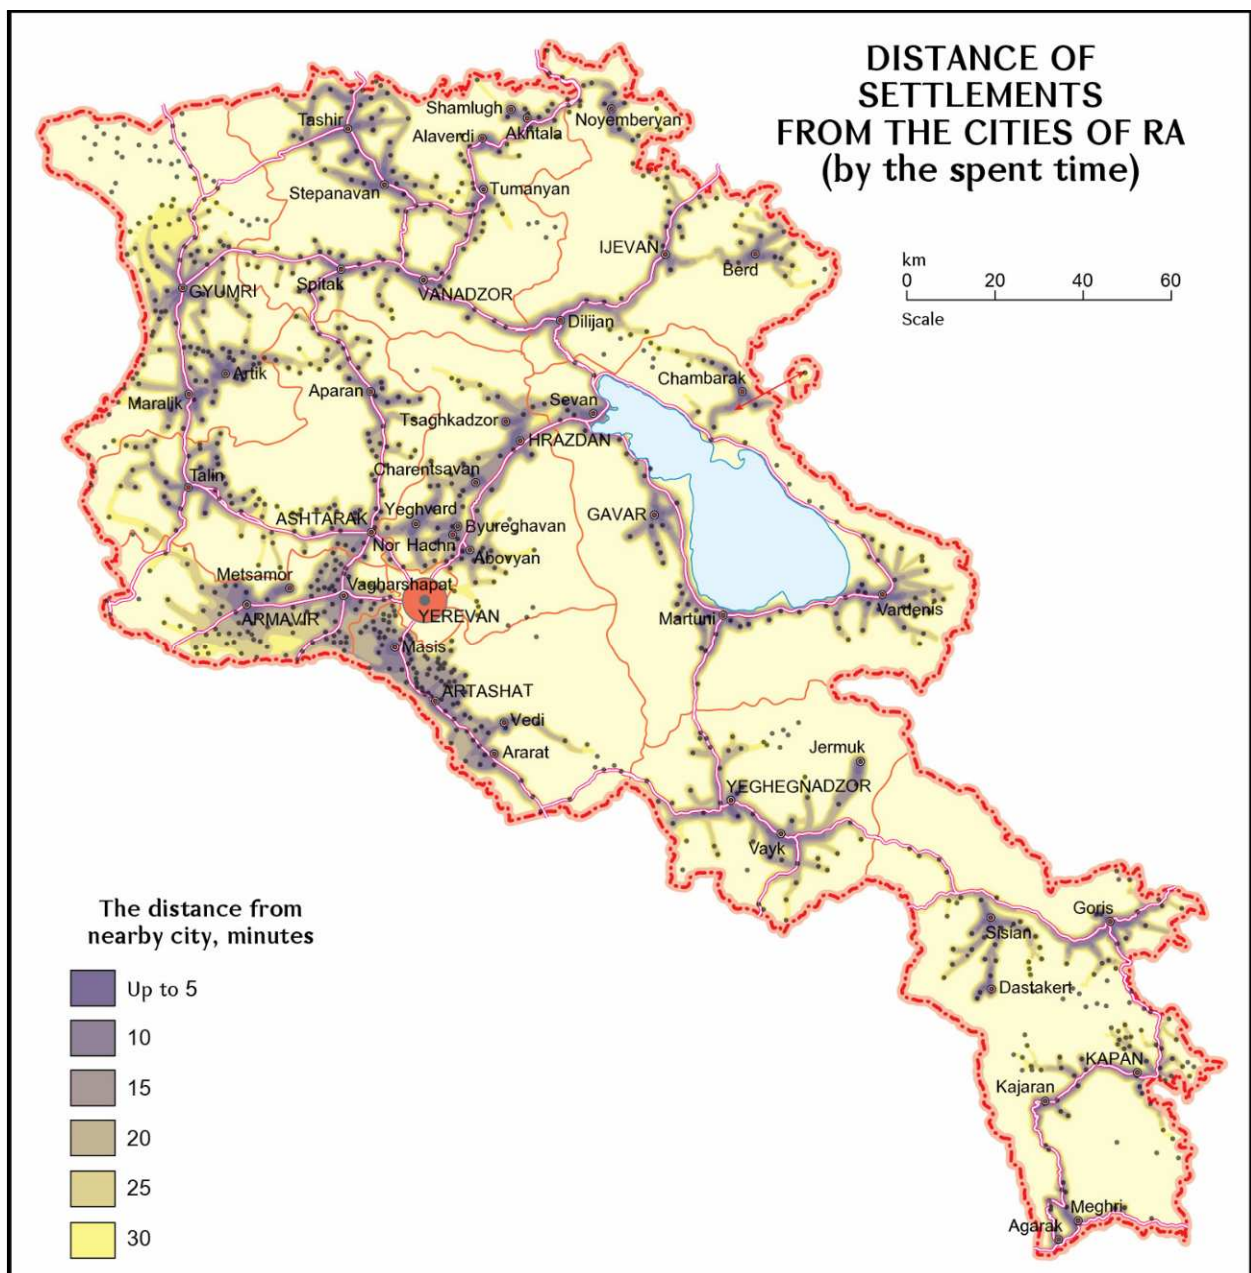 DISTANCE OF
SETTLEMENTS
FROM THE CITIES OF RA
(by the spent time)
km
0 20 40 60
Scale
Shamlugh
Tashir
Akhtala
Noyemberyan
Alaverdi
Stepanavan
Tumanyan
IJEVAN
Berd
Spitak
GYUMRI
VANADZOR
Dilijan
Artik
Chambarak
Aparan
Maralik
Sevan
Tsaghkadzor
HRAZDAN
Charentsavan
Talin
Yeghvard
GAVAR
ASHTARAK
Byureghavan
Nor Hachn
Abovyan
Metsamor
Vagharshapat
Vardenis
ARMAVIR
YEREVAN
Martuni
Masis
ARTASHAT
Vedi
Ararat
Jermuk
YEGHEGNADZOR
Vayk
Goris
Sisian
Dastakert
KAPAN
Kajaran
Meghri
Agarak
The distance from
nearby city, minutes
Up to 5
10
15
20
25
30